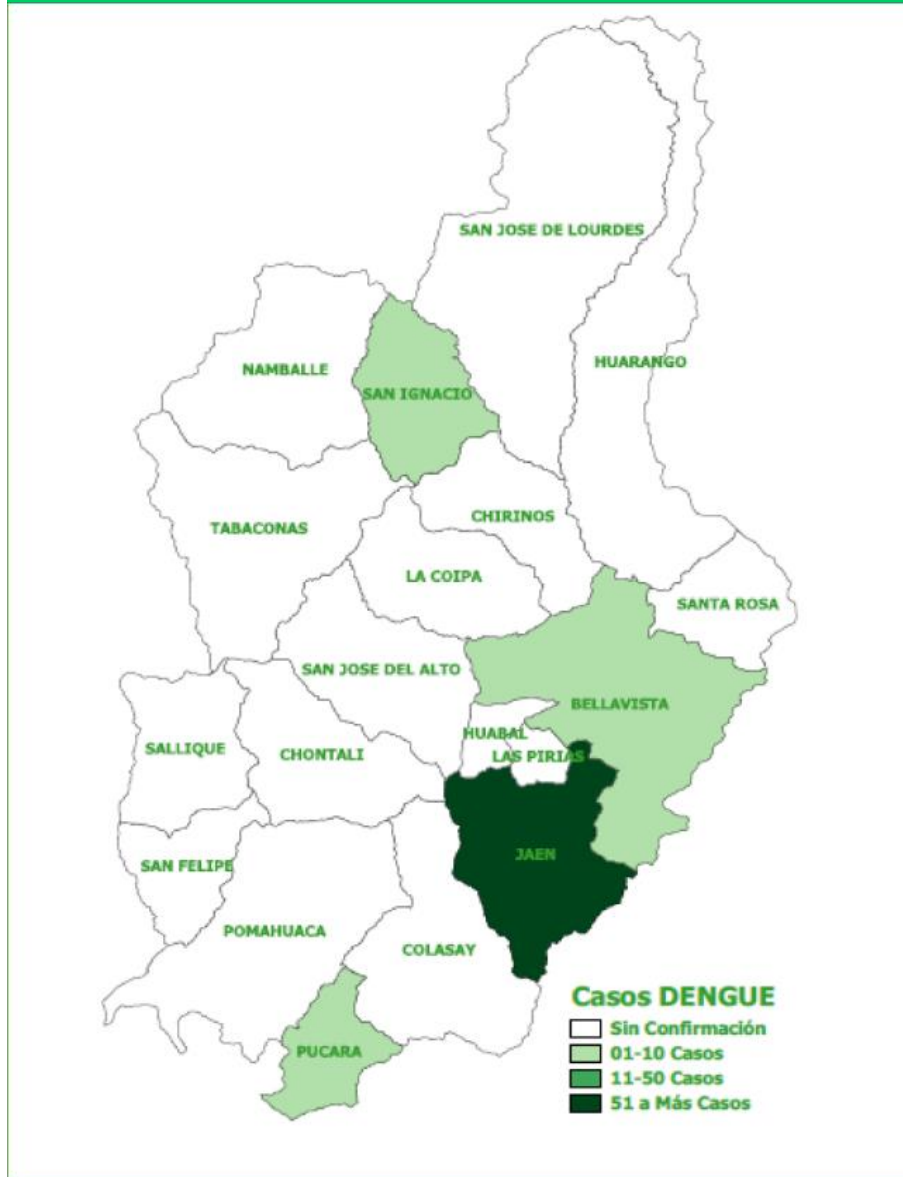 SAN JOSE DE LOURDES
HUARANGO
NAMBALLE
SAN IGNACIO
CHIRINOS
TABACONAS
LA COIPA
SANTA ROSA
SAN JOSE DEL ALTO
BELLAVISTA
HUABAL
SALLIQUE
CHONTALI
LAS PIRIAS
JAEN
SAN FELIPE
POMAHUACA
COLASAY
PUCARA
Casos DENGUE
Sin Confirmación
01-10 Casos
11-50 Casos
51 a Más Casos